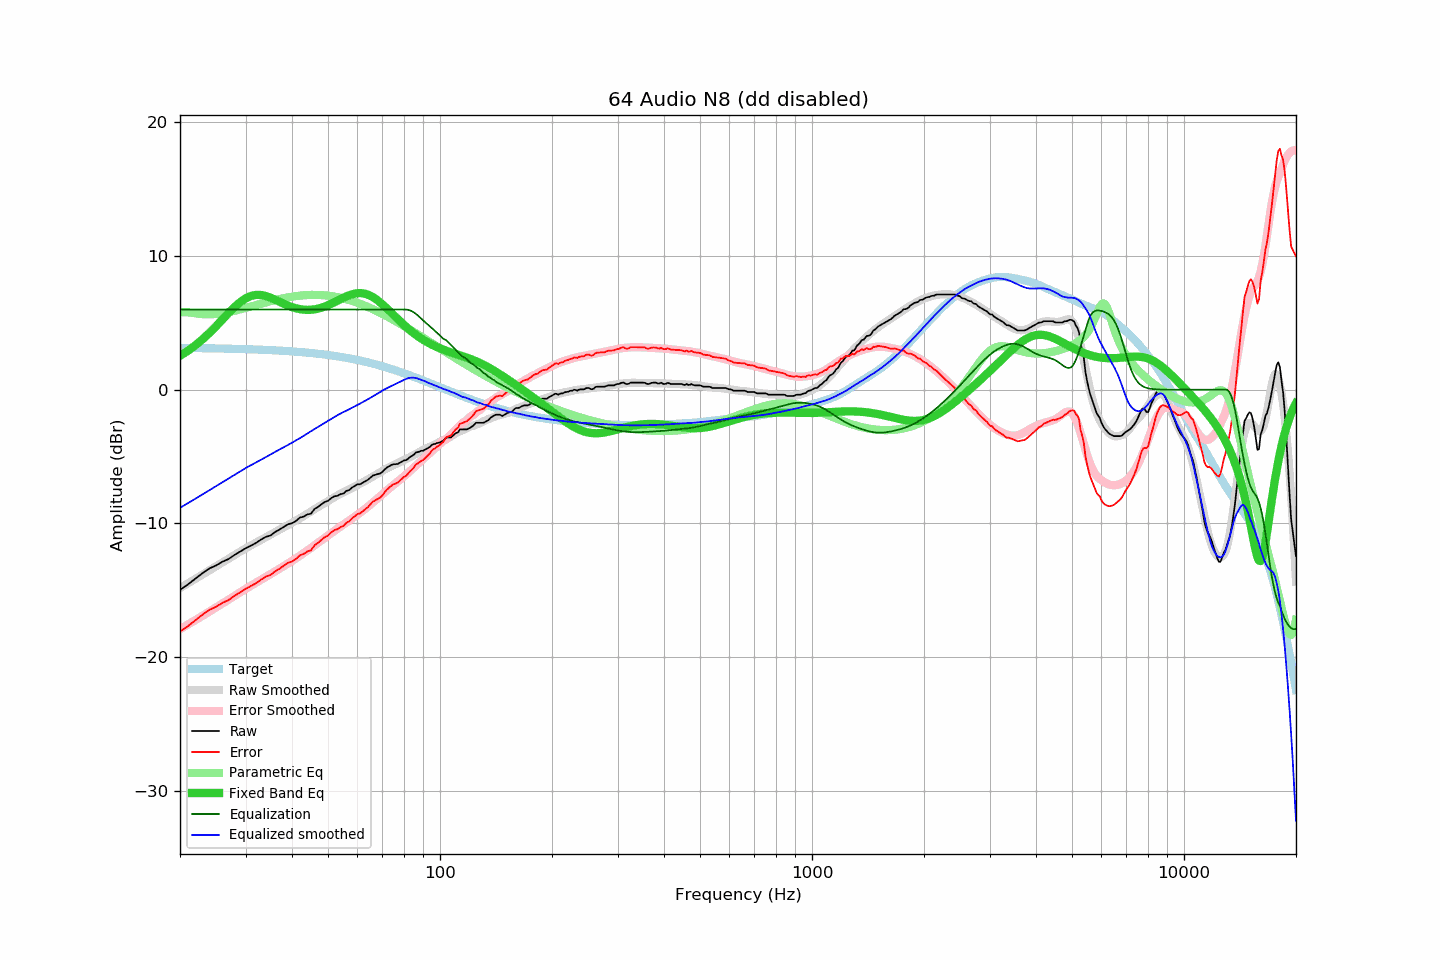 64 Audio N8 (dd disabled)
20
10
0
−10
−20
−30
Amplitude (dBr)
Target
Raw Smoothed
Error Smoothed
Raw
Error
Parametric Eq
Fixed Band Eq
Equalization
Equalized smoothed
100
1000
10000
Frequency (Hz)